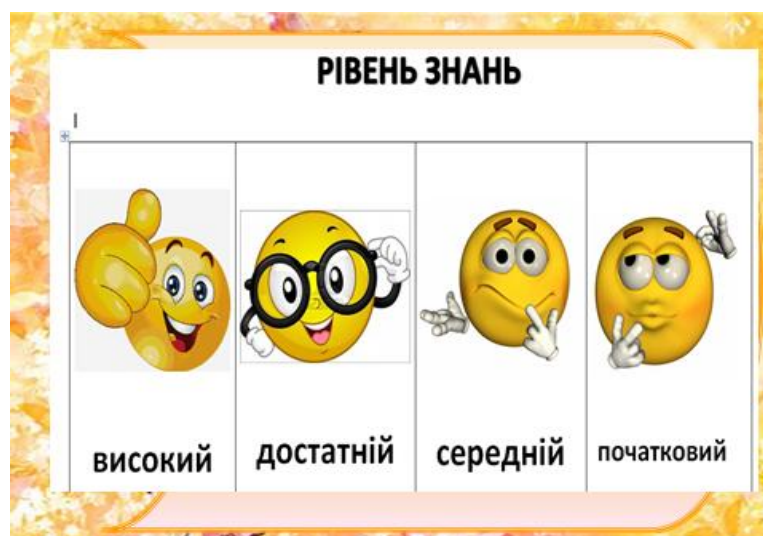 РІВЕНЬ ЗНАНЬ
високий
достатній
середній
початковий